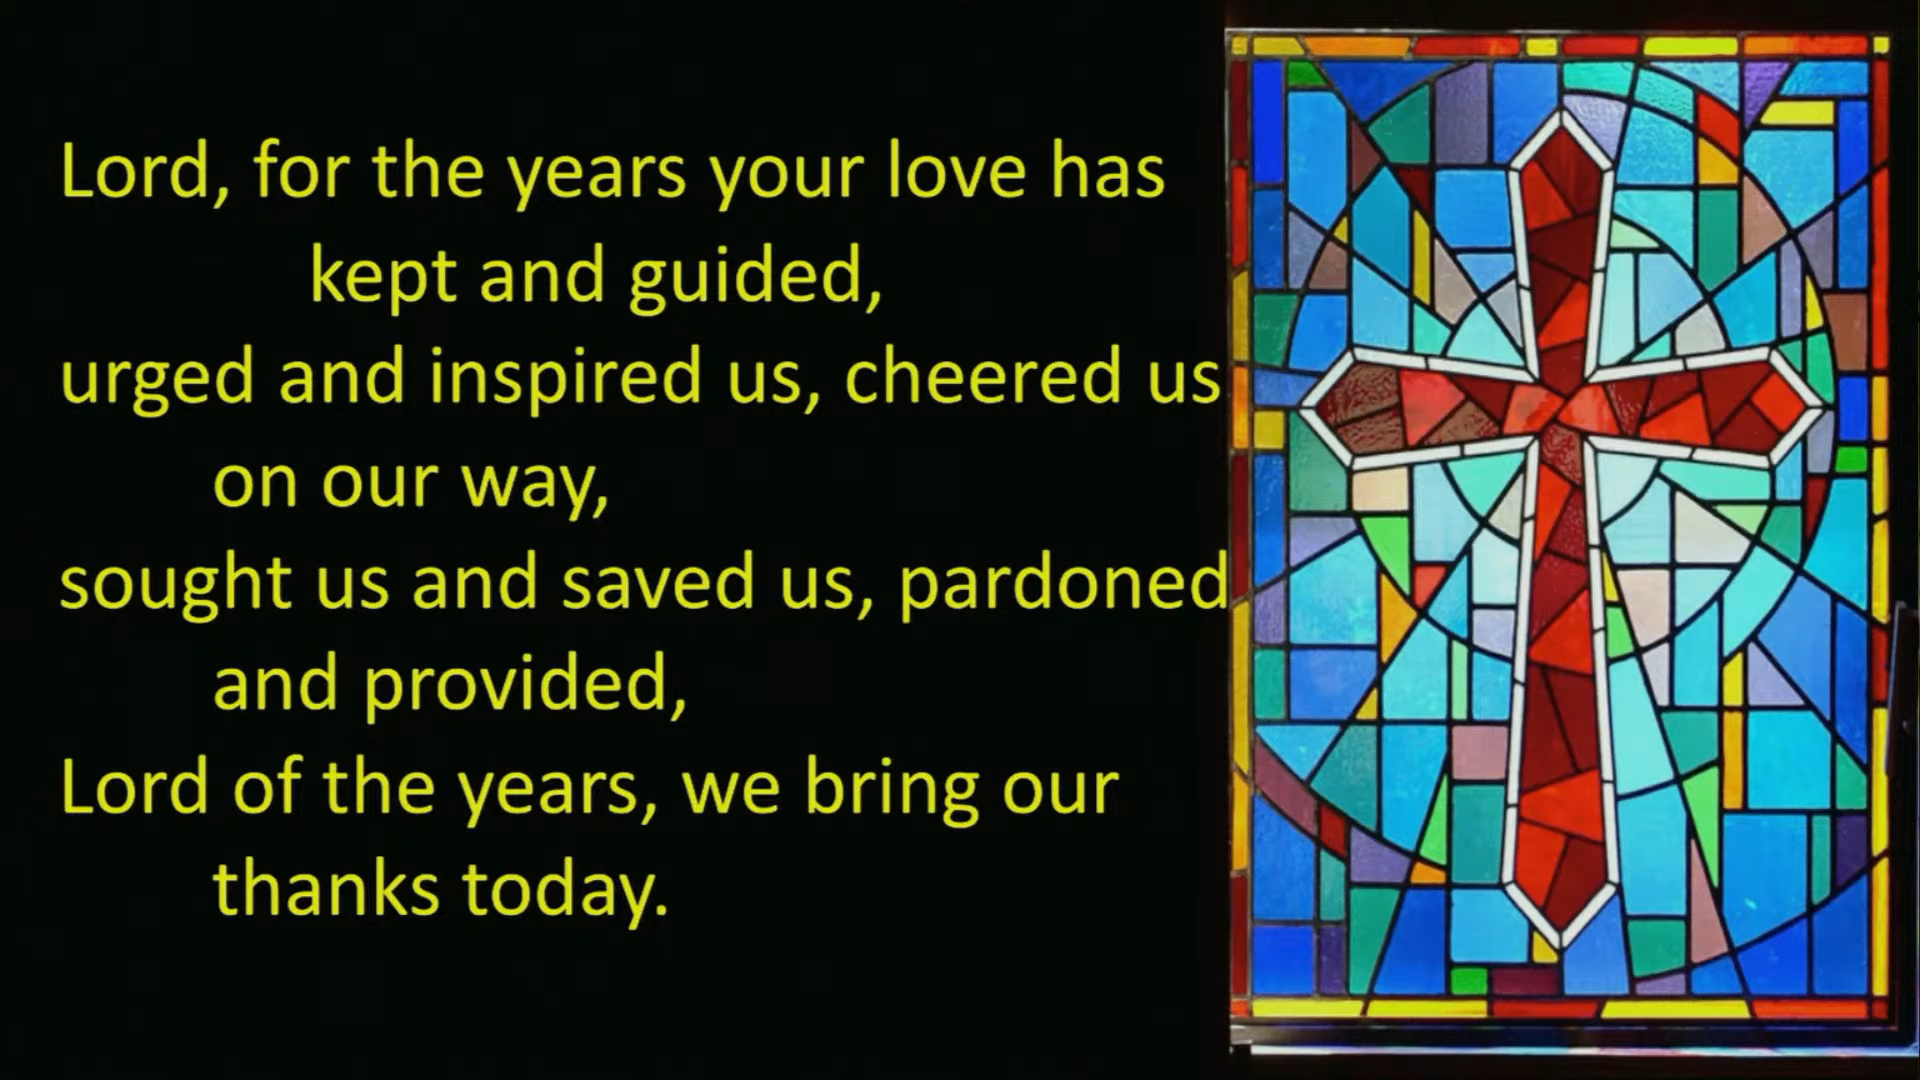 Lord, for the years your love has
kept and guided,
urged and inspired us, cheered us
on our way,
sought us and saved us, pardoned
and provided,
Lord of the years, we bring our
thanks today.